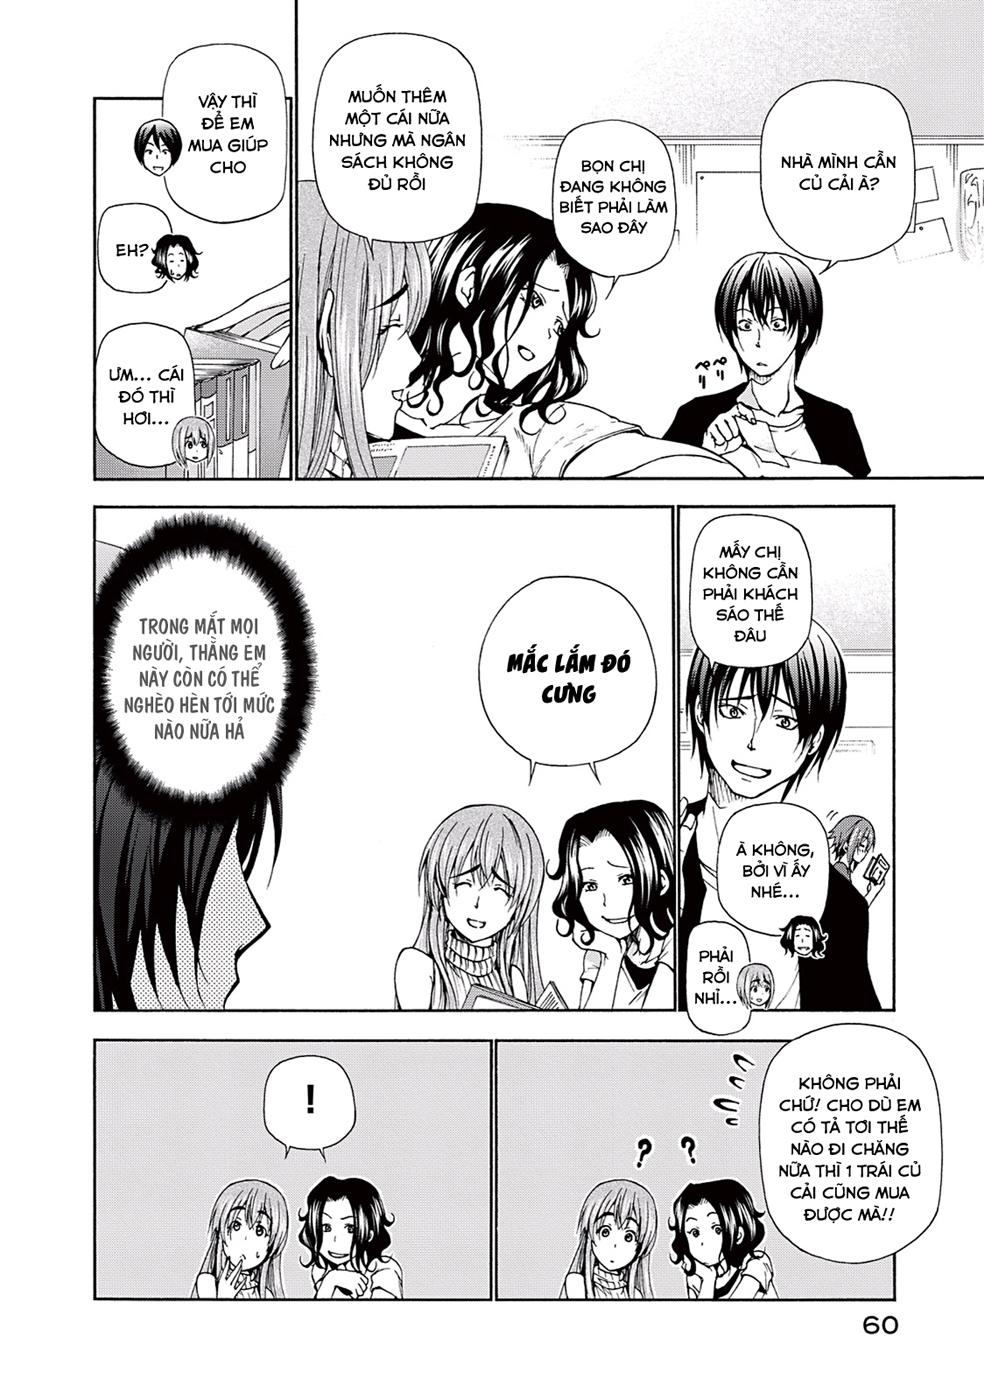 NHÀ MÌNH CẦN
CỦ CẢI À?
BỌN CHỊ
ĐANG KHÔNG
BIẾT PHẢI LÀM
SAO ĐÂY
MUỐN THÊM
MỘT CÁI NỮA
NHƯNG MÀ NGÂN
SÁCH KHÔNG
ĐỦ RỒI
ペらペら
VẬY THÌ
ĐỂ EM
MUA GIÚP
CHO
EH?
ƯM... CÁI
ĐÓ THÌ
HƠI...
MẤY CHỊ
KHÔNG CẦN
PHẢI KHÁCH
SÁO THẾ
ĐÂU
À KHÔNG,
BỞI VÌ ẤY
NHÉ...
PHẢI
RỒI
NHỈ...
MẮC LẮM ĐÓ
CƯNG
TRONG MẮT MỌI
NGƯỜI, THẰNG EM
NÀY CÒN CÓ THỂ
NGHÈO HÈN TỚI MỨC
NÀO NỮA HẢ
KHÔNG PHẢI
CHỨ! CHO DÙ EM
CÓ TẢ TƠI THẾ
NÀO ĐI CHĂNG
NỮA THÌ 1 TRÁI CỦ
CẢI CŨNG MUA
ĐƯỢC MÀ!!
? ?
!
60